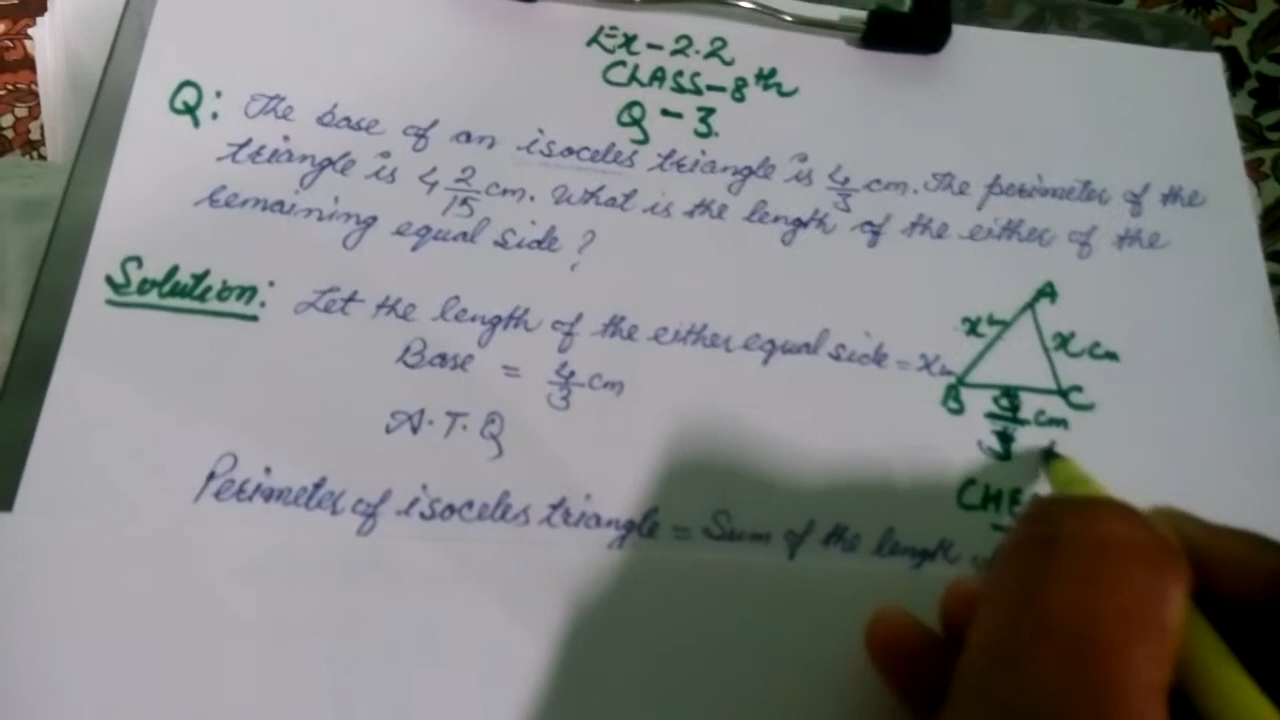 Ex-2.2
CLASS-8th
Q-3.
Q: The base of an isoceles triangle is 4/3 cm. The perimeter of the
triangle is 4 2/15 cm. What is the length of the either of the
remaining equal side?
Solution: Let the length of the either equal side = x cm
Base = 4/3 cm
A.T.Q
Perimeter of isoceles triangle = Sum of the length
A
x cm
x cm
B
C
cm